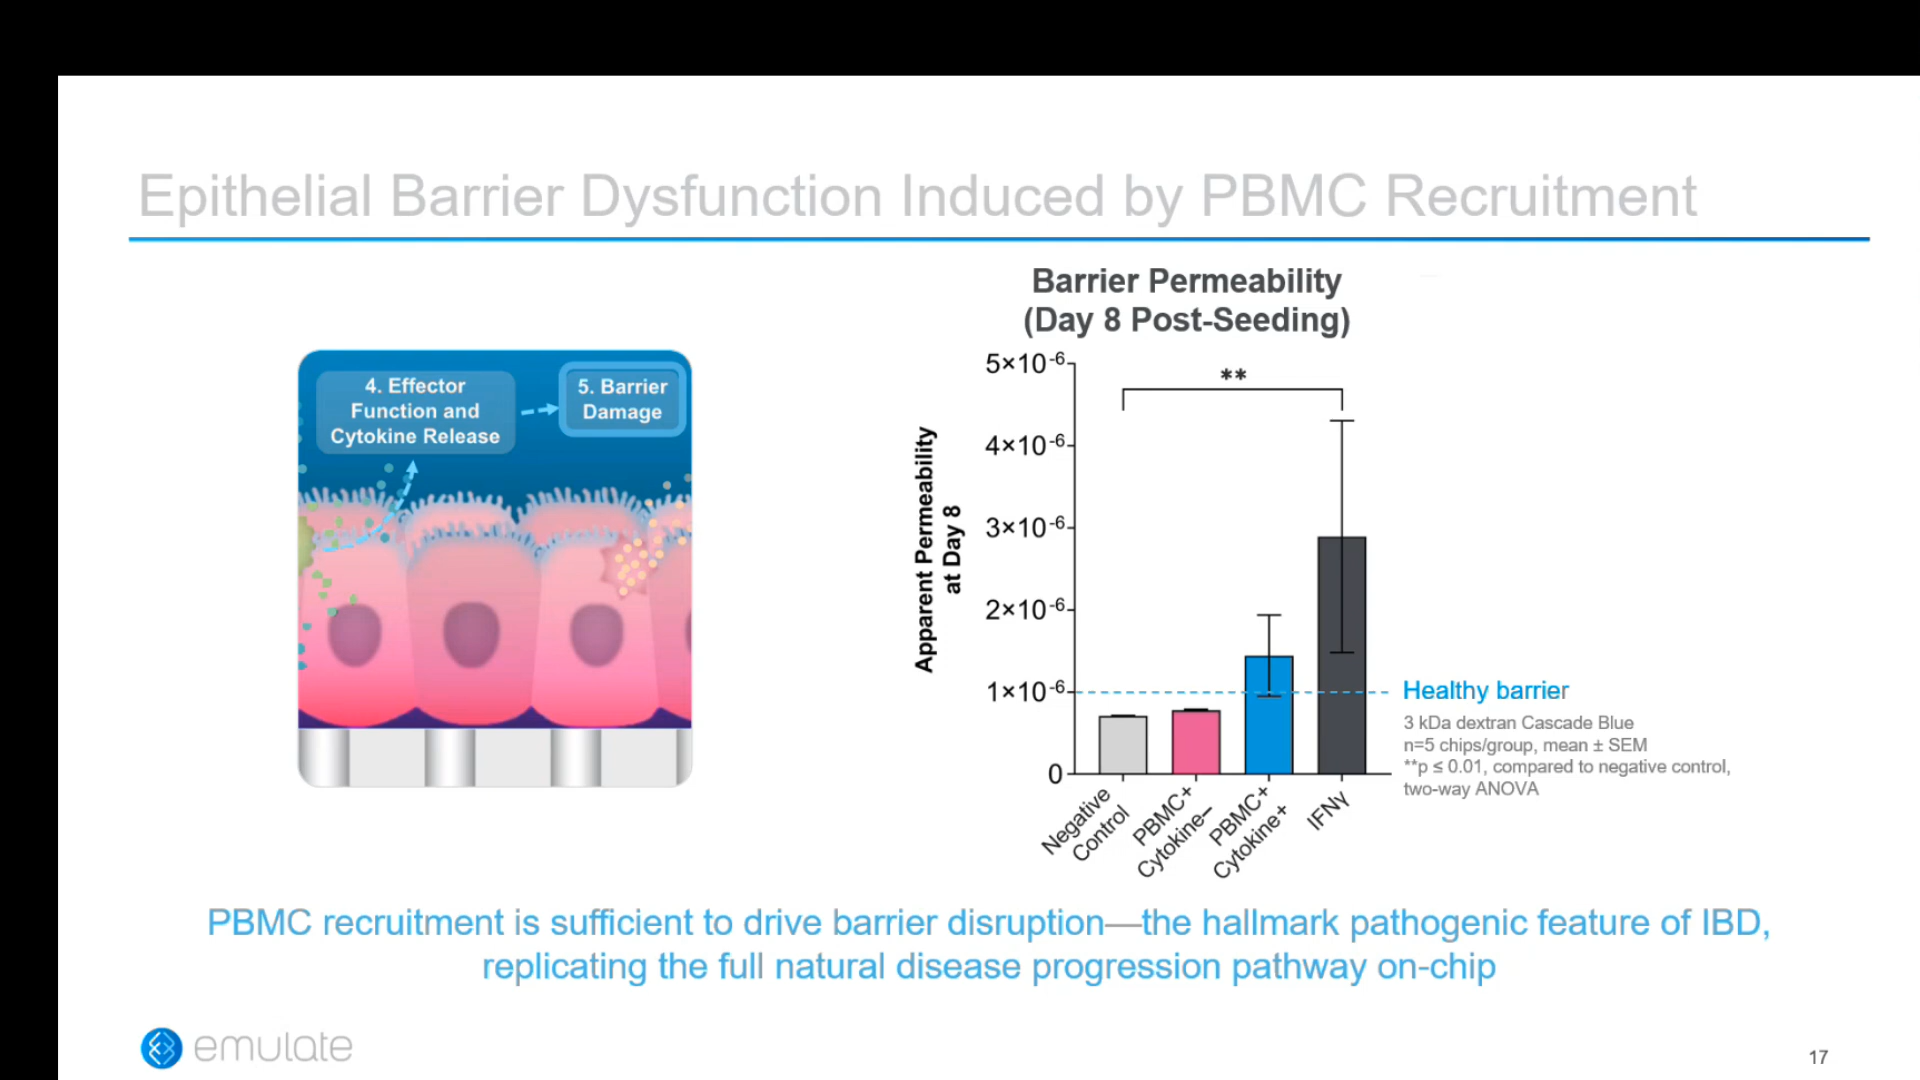 Epithelial Barrier Dysfunction Induced by PBMC Recruitment
4. Effector
Function and
Cytokine Release
5. Barrier
Damage
Barrier Permeability
(Day 8 Post-Seeding)
Apparent Permeability
at Day 8
5×10⁻⁶
4×10⁻⁶
3×10⁻⁶
2×10⁻⁶
1×10⁻⁶
0
**
Negative
Control
PBMC+
Cytokine–
PBMC+
Cytokine+
IFNγ
Healthy barrier
3 kDa dextran Cascade Blue
n=5 chips/group, mean ± SEM
**p ≤ 0.01, compared to negative control,
two-way ANOVA
PBMC recruitment is sufficient to drive barrier disruption—the hallmark pathogenic feature of IBD,
replicating the full natural disease progression pathway on-chip
emulate
17